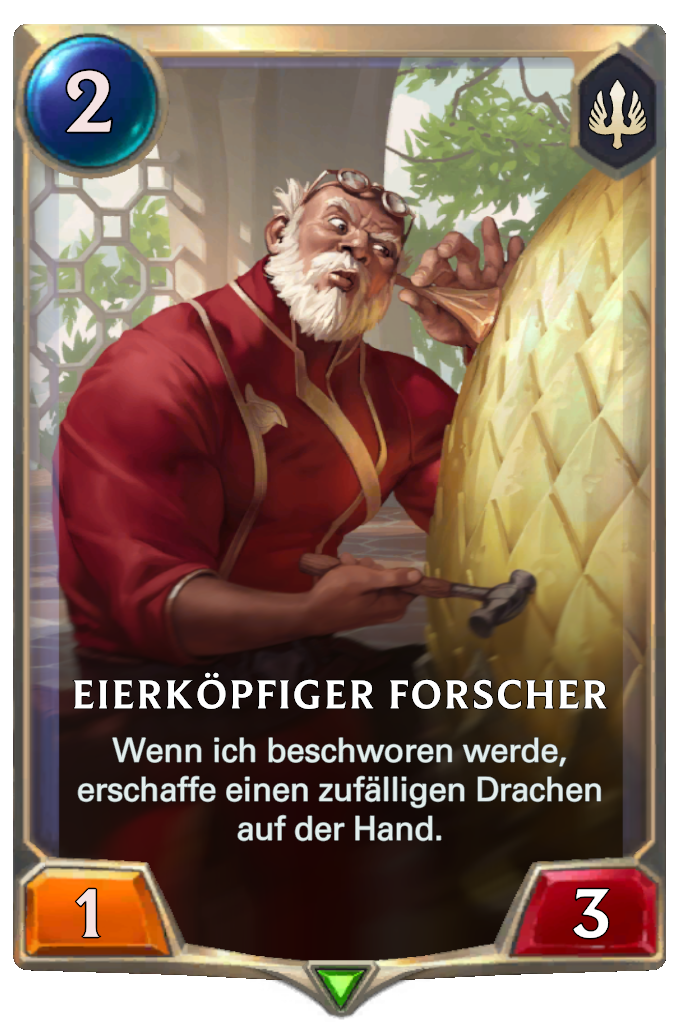 2
EIERKÖPFIGER FORSCHER
Wenn ich beschworen werde,
erschaffe einen zufälligen Drachen
auf der Hand.
1
3